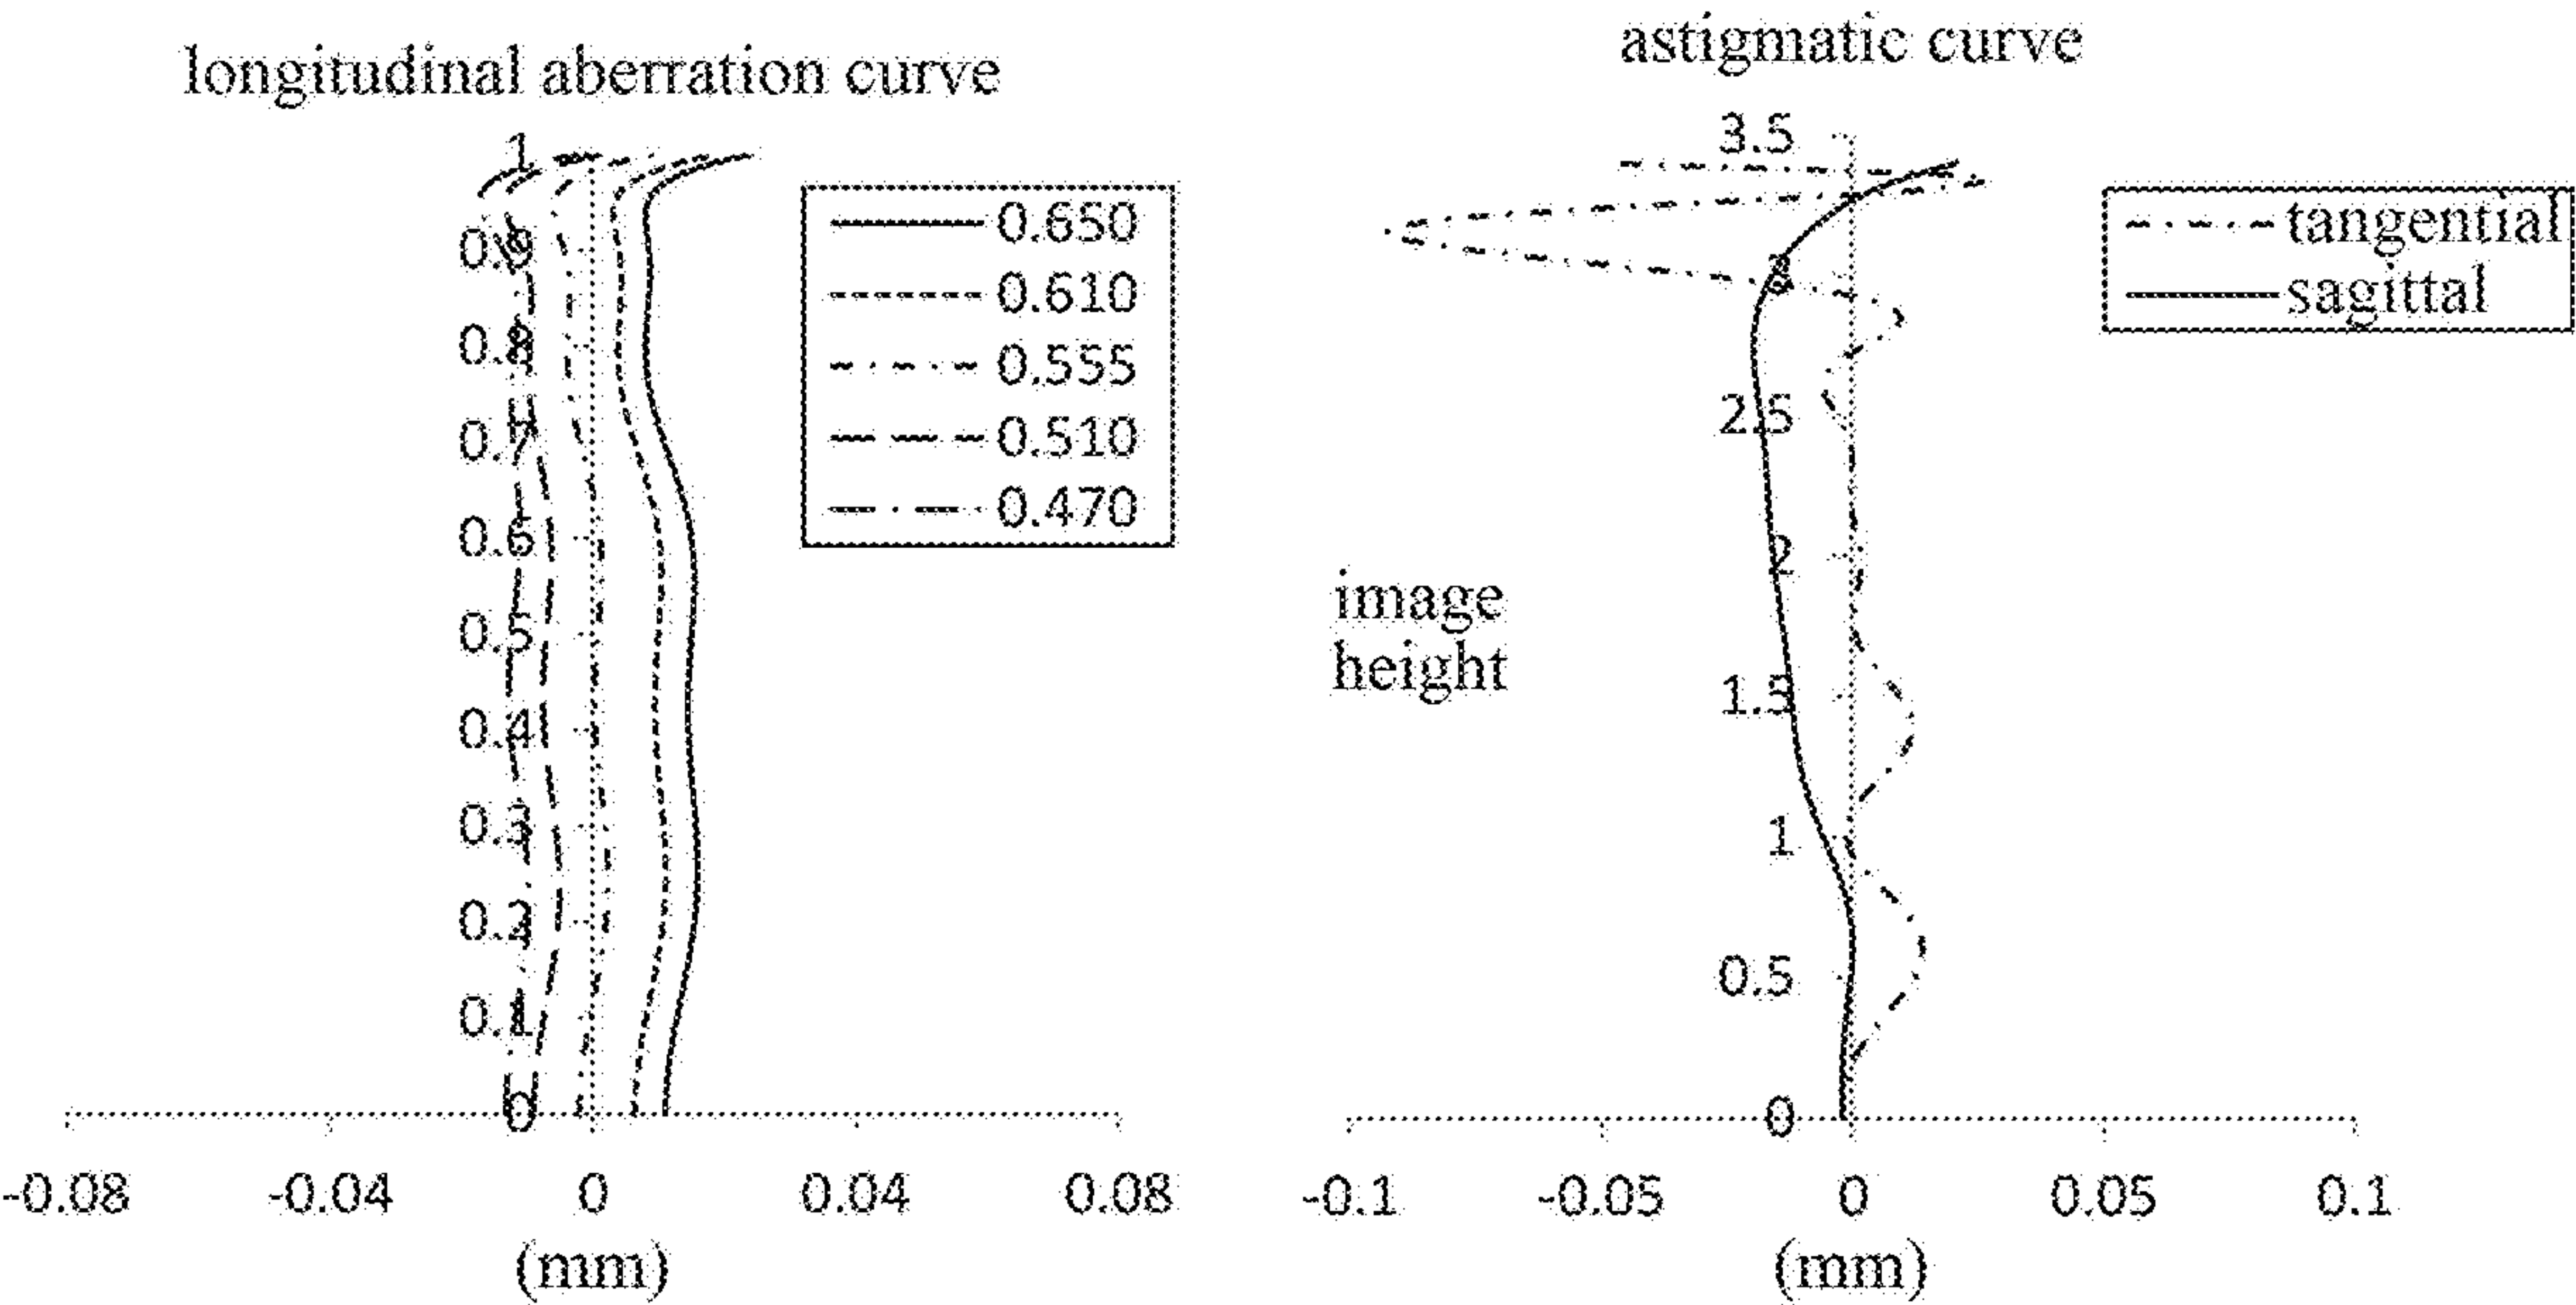 longitudinal aberration curve
1
0.9
0.8
0.7
0.6
0.5
0.4
0.3
0.2
0.1
0
-0.08 -0.04 0 0.04 0.08
(mm)
0.650
0.610
0.555
0.510
0.470
astigmatic curve
3.5
3
2.5
2
1.5
1
0.5
0
image
height
-0.1 -0.05 0 0.05 0.1
(mm)
tangential
sagittal